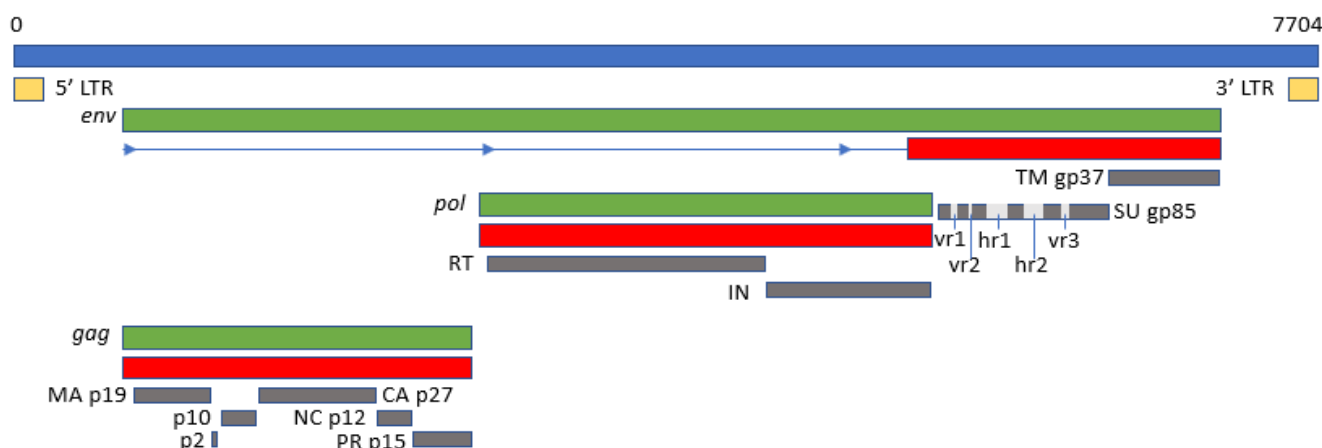 0 7704
5' LTR 3' LTR
env
TM gp37
pol SU gp85
vr1 hr1 vr3
RT vr2 hr2
IN
gag
MA p19 CA p27
p10 NC p12
p2 PR p15